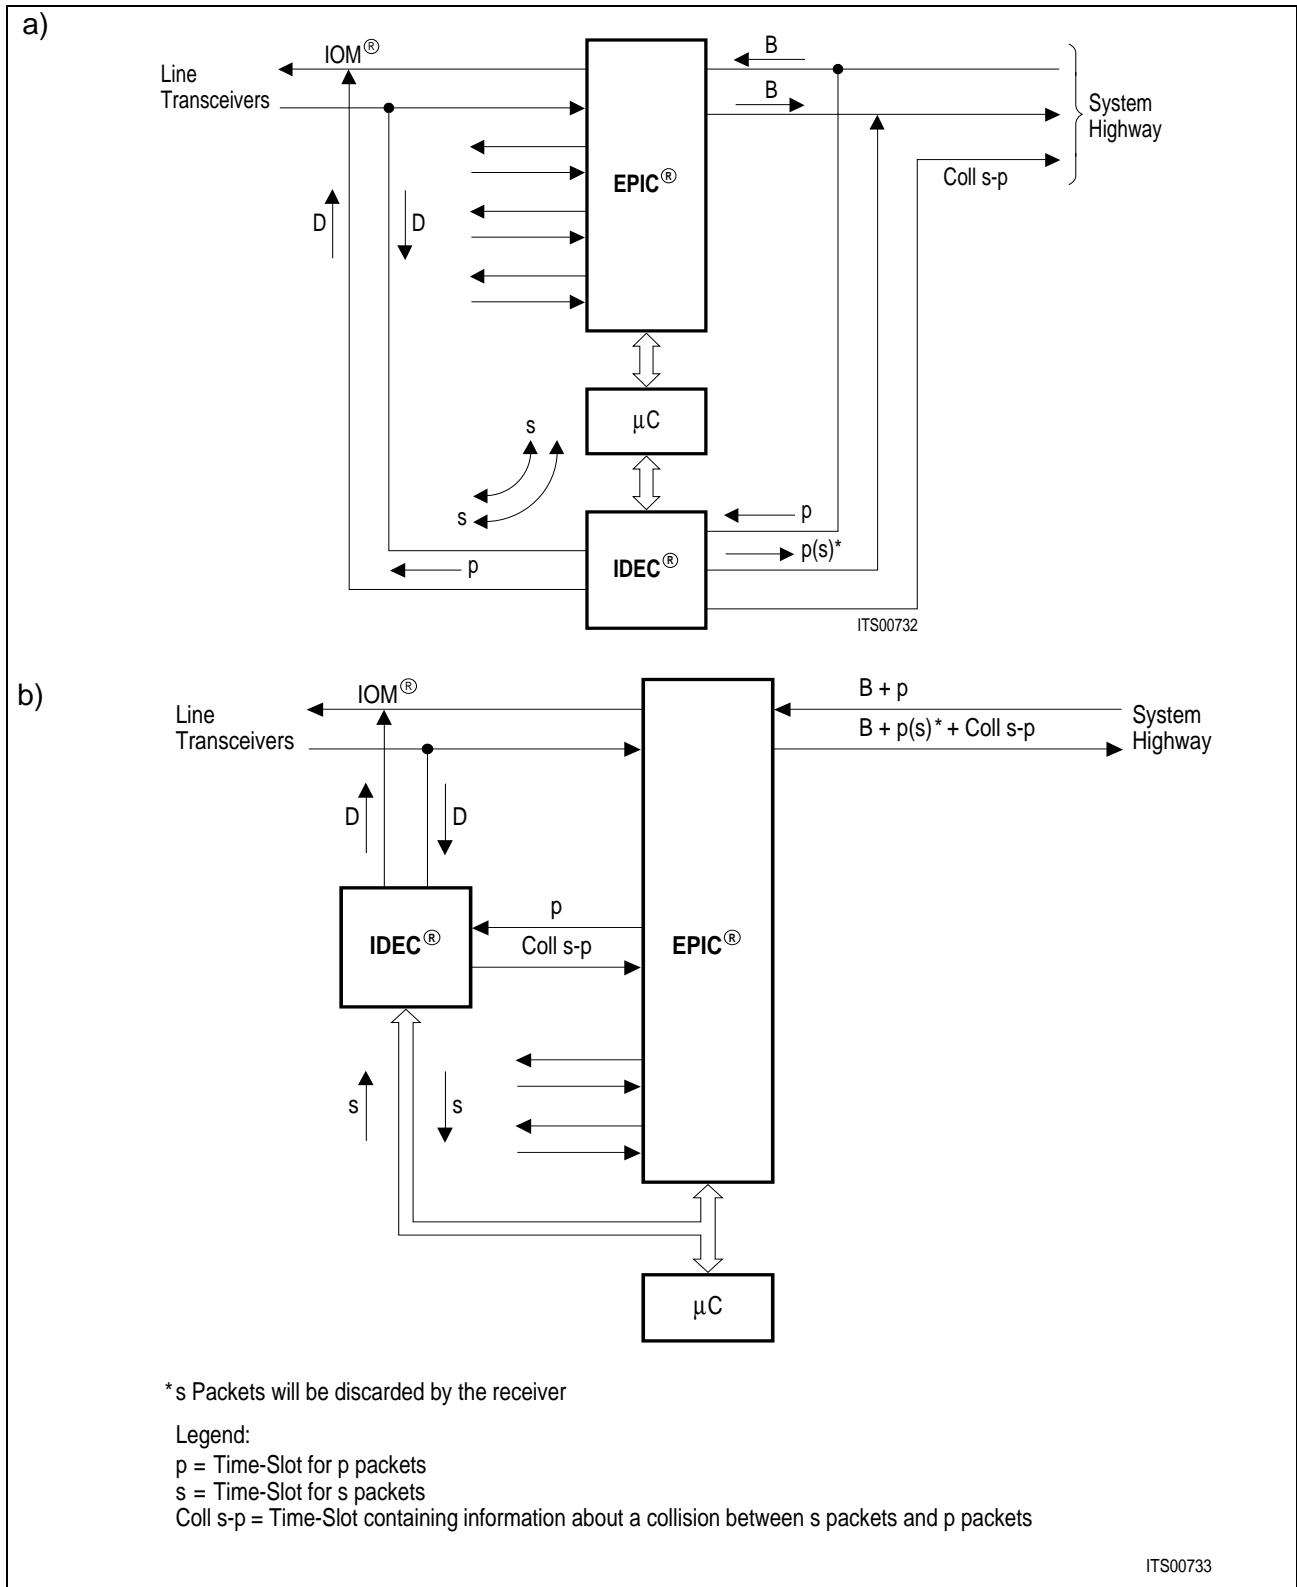 a)
IOM®
Line
Transceivers
B
B
System
Highway
Coll s-p
EPIC®
D
D
μC
s
s
p
p
p(s)*
IDEC®
ITS00732
b)
IOM®
Line
Transceivers
B + p
B + p(s)* + Coll s-p
System
Highway
D
D
p
Coll s-p
IDEC®
EPIC®
s
s
μC
* s Packets will be discarded by the receiver
Legend:
p = Time-Slot for p packets
s = Time-Slot for s packets
Coll s-p = Time-Slot containing information about a collision between s packets and p packets
ITS00733